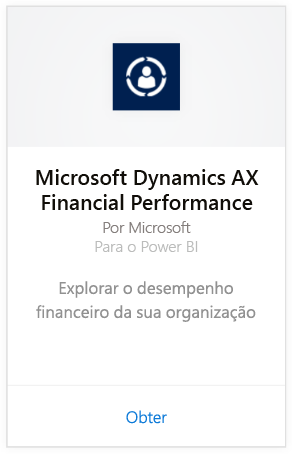 Microsoft Dynamics AX
Financial Performance
Por Microsoft
Para o Power BI
Explorar o desempenho
financeiro da sua organização
Obter